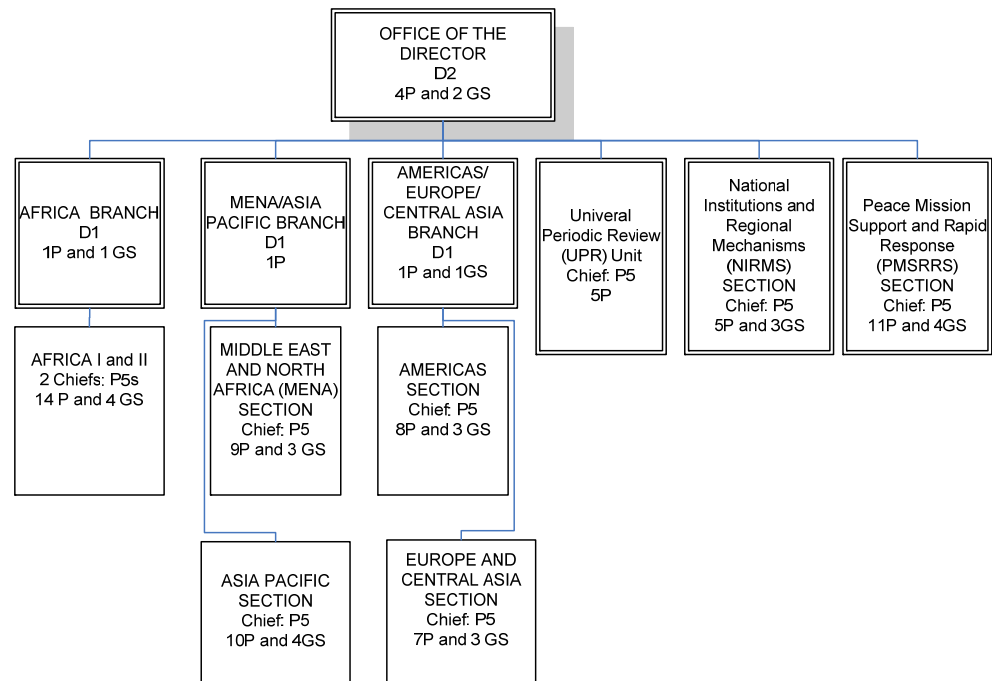 OFFICE OF THE
DIRECTOR
D2
4P and 2 GS
AFRICA BRANCH
D1
1P and 1 GS
MENA/ASIA
PACIFIC BRANCH
D1
1P
AMERICAS/
EUROPE/
CENTRAL ASIA
BRANCH
D1
1P and 1GS
Univeral
Periodic Review
(UPR) Unit
Chief: P5
5P
National
Institutions and
Regional
Mechanisms
(NIRMS)
SECTION
Chief: P5
5P and 3GS
Peace Mission
Support and Rapid
Response
(PMSRRS)
SECTION
Chief: P5
11P and 4GS
AFRICA I and II
2 Chiefs: P5s
14 P and 4 GS
MIDDLE EAST
AND NORTH
AFRICA (MENA)
SECTION
Chief: P5
9P and 3 GS
AMERICAS
SECTION
Chief: P5
8P and 3 GS
ASIA PACIFIC
SECTION
Chief: P5
10P and 4GS
EUROPE AND
CENTRAL ASIA
SECTION
Chief: P5
7P and 3 GS